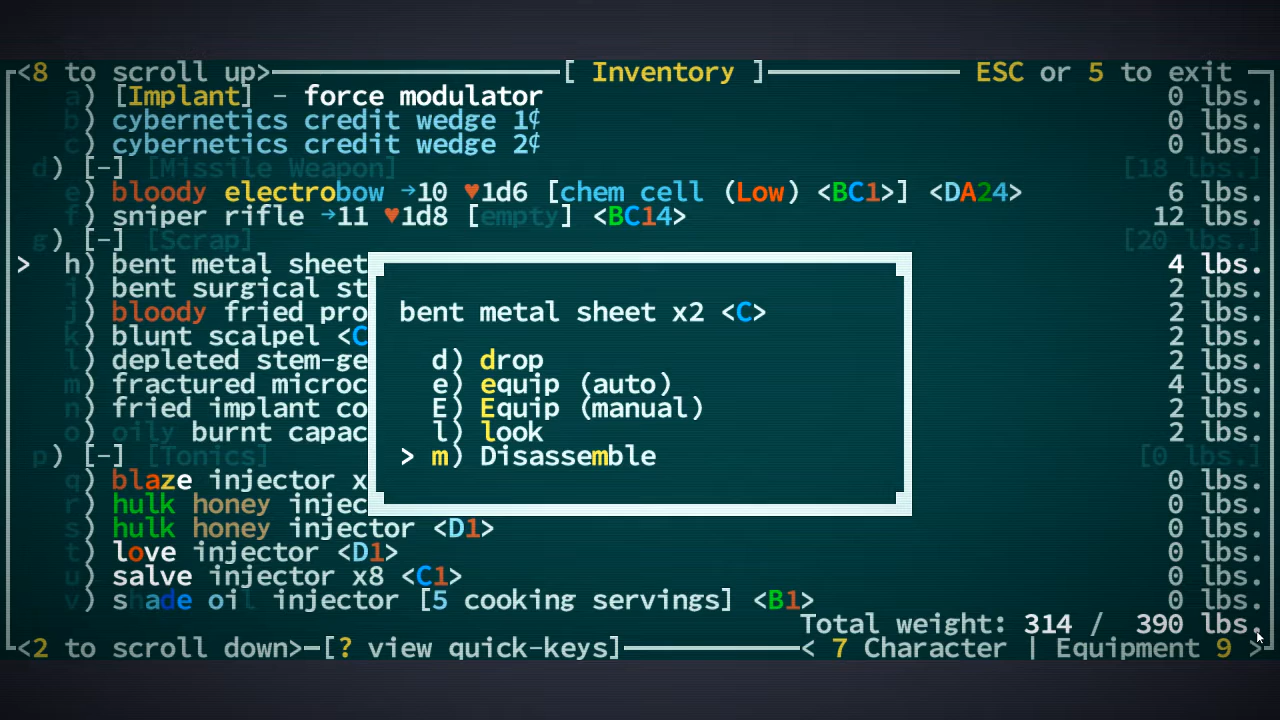 <8 to scroll up> [ Inventory ] ESC or 5 to exit
a) [Implant] - force modulator 0 lbs.
b) cybernetics credit wedge 1¢ 0 lbs.
c) cybernetics credit wedge 2¢ 0 lbs.
d) [-] [Missile Weapon] [18 lbs.]
e) bloody electrobow →10 ♥1d6 [chem cell (Low) <BC1>] <DA24> 6 lbs.
f) sniper rifle →11 ♥1d8 [empty] <BC14> 12 lbs.
g) [-] [Scrap] [20 lbs.]
> h) bent metal sheet 4 lbs.
i) bent surgical st 2 lbs.
j) bloody fried pro 2 lbs.
k) blunt scalpel <C 2 lbs.
l) depleted stem-ge 2 lbs.
m) fractured microc 4 lbs.
n) fried implant co 2 lbs.
o) oily burnt capac 2 lbs.
p) [-] [Tonics] [0 lbs.]
q) blaze injector x 0 lbs.
r) hulk honey injec 0 lbs.
s) hulk honey injector <D1> 0 lbs.
t) love injector <D1> 0 lbs.
u) salve injector x8 <C1> 0 lbs.
v) shade oil injector [5 cooking servings] <B1> 0 lbs.
Total weight: 314 / 390 lbs.
<2 to scroll down> [? view quick-keys] < 7 Character | Equipment 9 >
bent metal sheet x2 <C>
d) drop
e) equip (auto)
E) Equip (manual)
l) look
> m) Disassemble